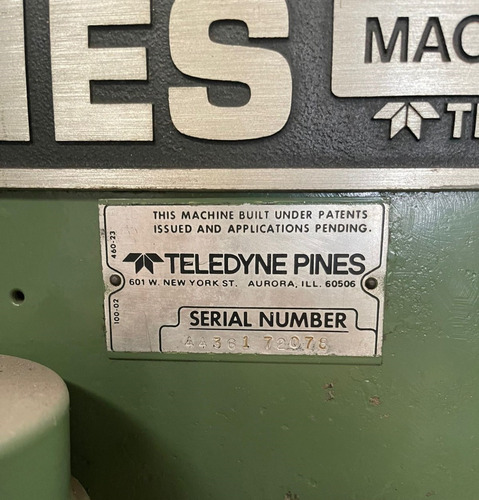 IES
MAC
THIS MACHINE BUILT UNDER PATENTS
ISSUED AND APPLICATIONS PENDING.
460-23
TELEDYNE PINES
601 W. NEW YORK ST. AURORA, ILL. 60506
100-02
SERIAL NUMBER